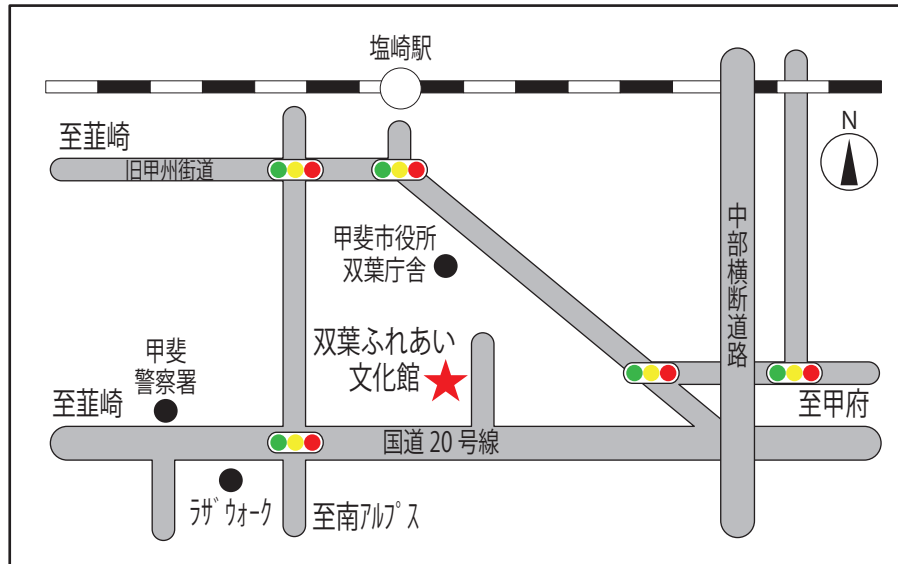 塩崎駅
至韮崎
N
旧甲州街道
中部横断道路
甲斐市役所
双葉庁舎
双葉ふれあい
文化館
甲斐
警察署
至韮崎
至甲府
国道20号線
ラザウォーク
至南アルプス